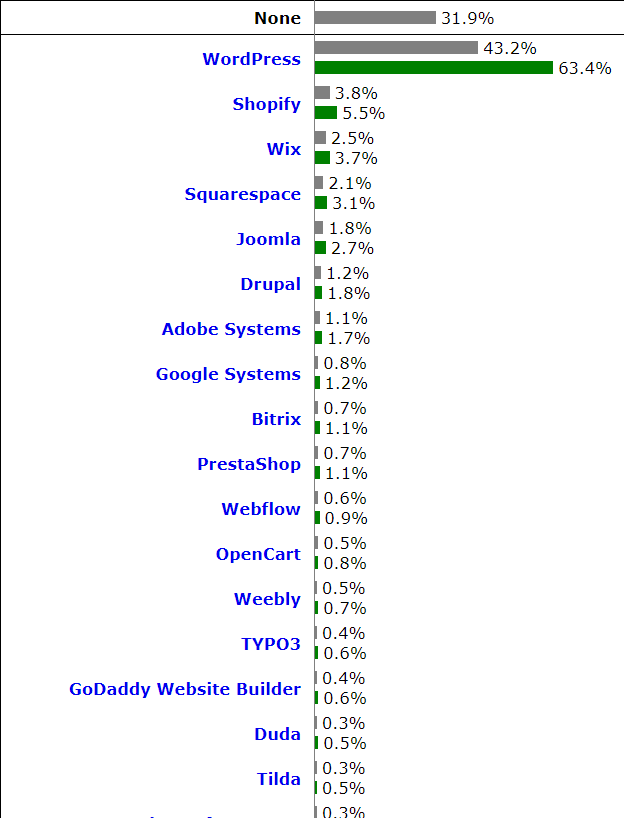 None 31.9%
WordPress 43.2%
63.4%
Shopify 3.8%
5.5%
Wix 2.5%
3.7%
Squarespace 2.1%
3.1%
Joomla 1.8%
2.7%
Drupal 1.2%
1.8%
Adobe Systems 1.1%
1.7%
Google Systems 0.8%
1.2%
Bitrix 0.7%
1.1%
PrestaShop 0.7%
1.1%
Webflow 0.6%
0.9%
OpenCart 0.5%
0.8%
Weebly 0.5%
0.7%
TYPO3 0.4%
0.6%
GoDaddy Website Builder 0.4%
0.6%
Duda 0.3%
0.5%
Tilda 0.3%
0.5%
0.3%